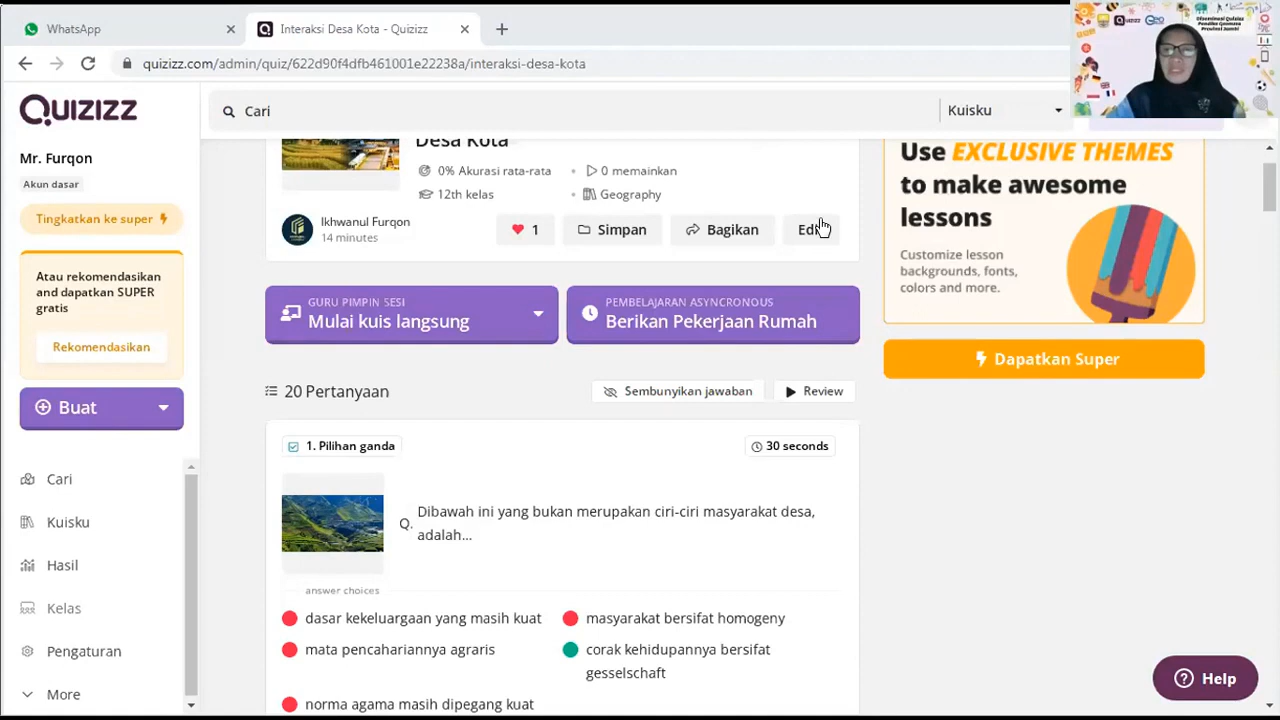 WhatsApp
Interaksi Desa Kota - Quizizz
quizizz.com/admin/quiz/622d90f4dfb461001e22238a/interaksi-desa-kota
QUIZIZZ
Cari
Kuisku
Mr. Furqon
Akun dasar
Tingkatkan ke super
Atau rekomendasikan
and dapatkan SUPER
gratis
Rekomendasikan
Buat
Cari
Kuisku
Hasil
Kelas
Pengaturan
More
Desa Kota
0% Akurasi rata-rata
0 memainkan
12th kelas
Geography
Ikhwanul Furqon
14 minutes
1
Simpan
Bagikan
GURU PIMPIN SESI
Mulai kuis langsung
PEMBELAJARAN ASYNCRONOUS
Berikan Pekerjaan Rumah
20 Pertanyaan
Sembunyikan jawaban
Review
1. Pilihan ganda
30 seconds
Q.
Dibawah ini yang bukan merupakan ciri-ciri masyarakat desa,
adalah...
answer choices
dasar kekeluargaan yang masih kuat
masyarakat bersifat homogeny
mata pencahariannya agraris
corak kehidupannya bersifat
gesselschaft
norma agama masih dipegang kuat
Use EXCLUSIVE THEMES
to make awesome
lessons
Customize lesson
backgrounds, fonts,
colors and more.
Dapatkan Super
Help
Diseminasi Quizizz
Provinsi Jambi